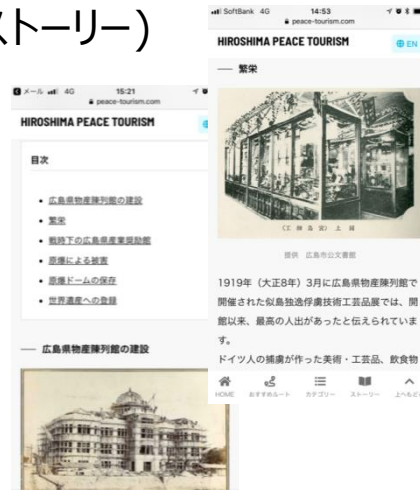 ストーリー)
メール 4G 15:21
peace-tourism.com
HIROSHIMA PEACE TOURISM
目次
広島県物産陳列館の建設
繁栄
戦時下の広島県産業奨励館
原爆による被害
原爆ドームの保存
世界遺産への登録
広島県物産陳列館の建設
SoftBank 4G 14:53
peace-tourism.com
HIROSHIMA PEACE TOURISM
EN
繁栄
提供 広島市公文書館
1919年（大正8年）3月に広島県物産陳列館で
開催された似島独逸俘虜技術工芸品展では、開
館以来、最高の人出があったと伝えられていま
す。
ドイツ人の捕虜が作った美術・工芸品、飲食物
HOME おすすめルート カテゴリー ストーリー 上へもどる